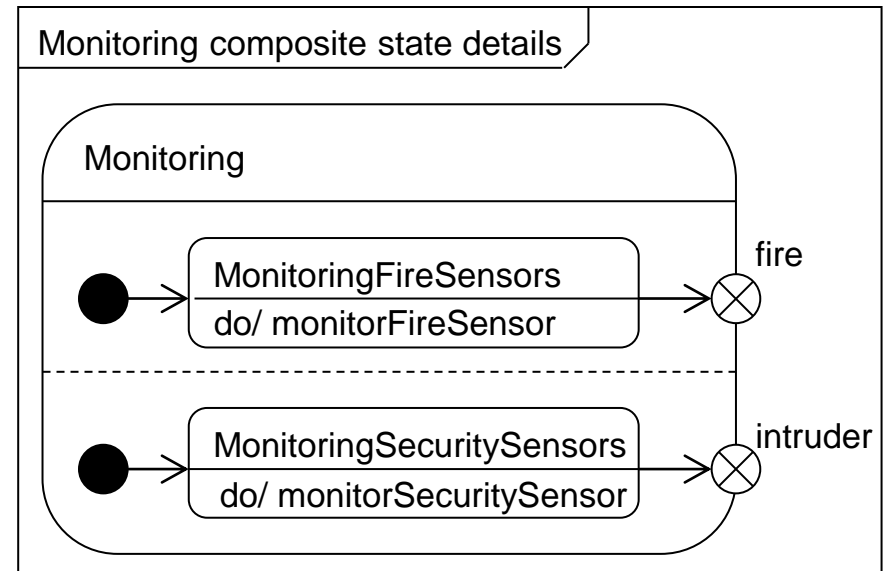 Monitoring composite state details
Monitoring
fire
MonitoringFireSensors
do/ monitorFireSensor
intruder
MonitoringSecuritySensors
do/ monitorSecuritySensor